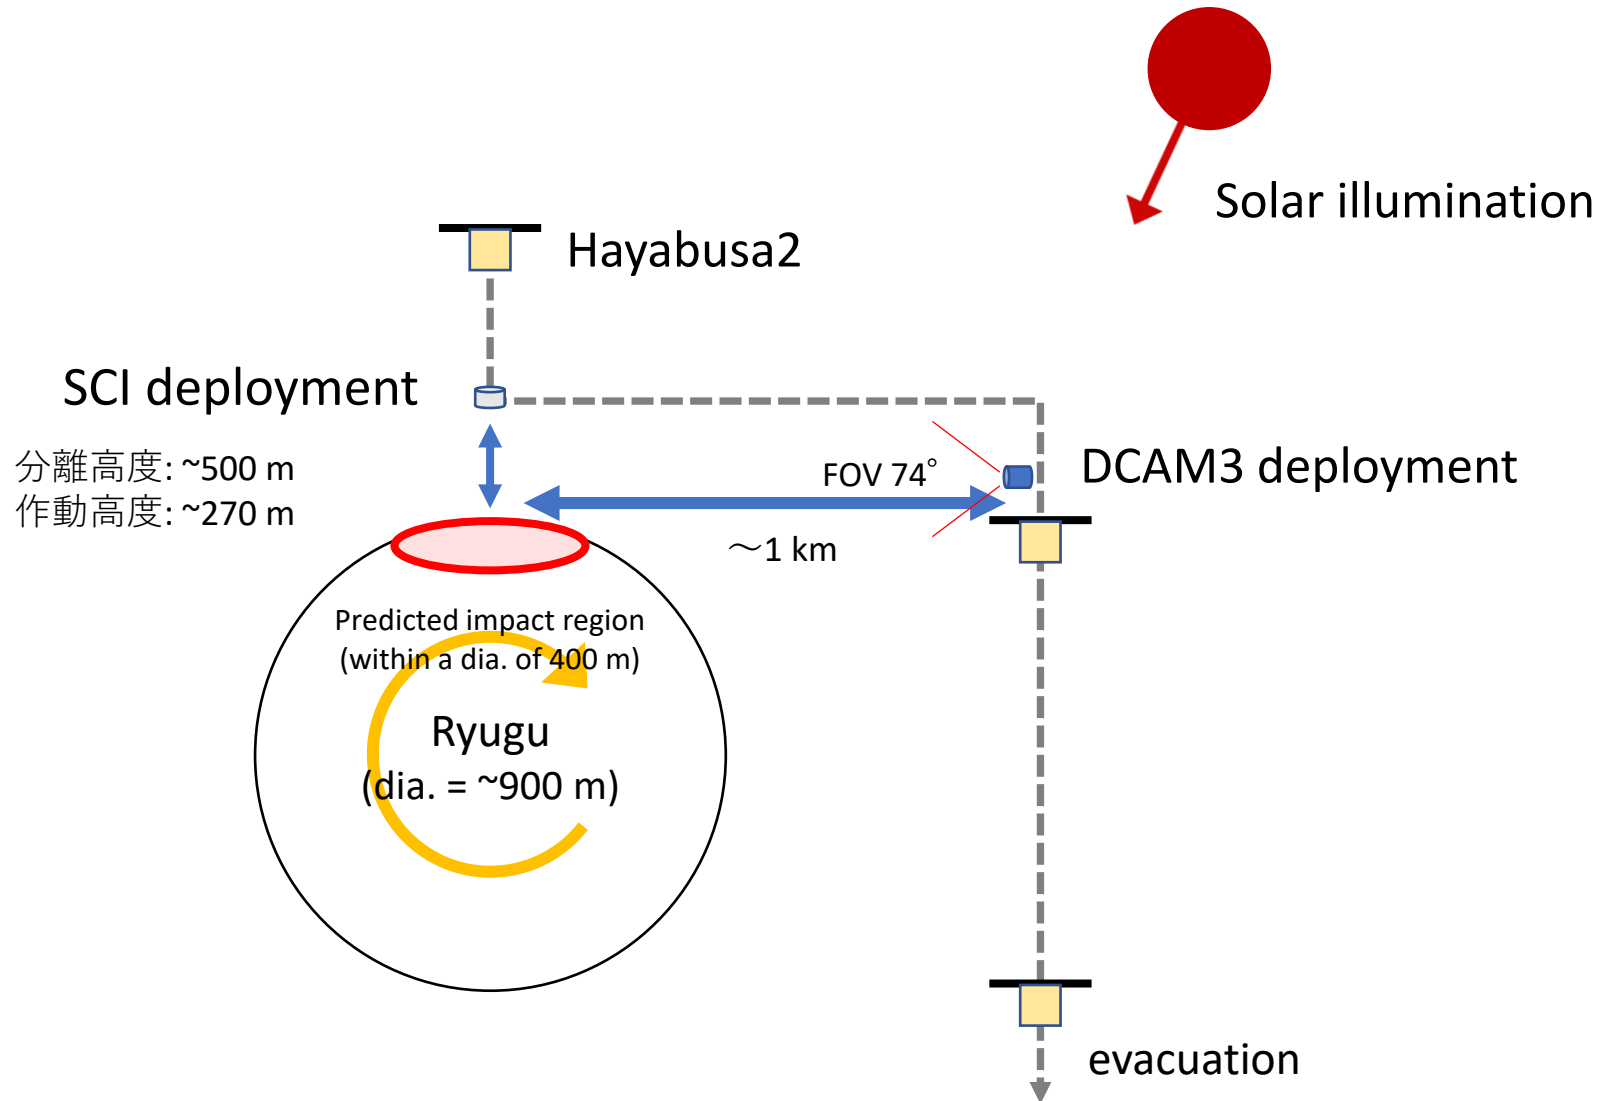 Solar illumination
Hayabusa2
SCI deployment
分離高度: ~500 m
作動高度: ~270 m
FOV 74°
DCAM3 deployment
～1 km
Predicted impact region
(within a dia. of 400 m)
Ryugu
(dia. = ~900 m)
evacuation